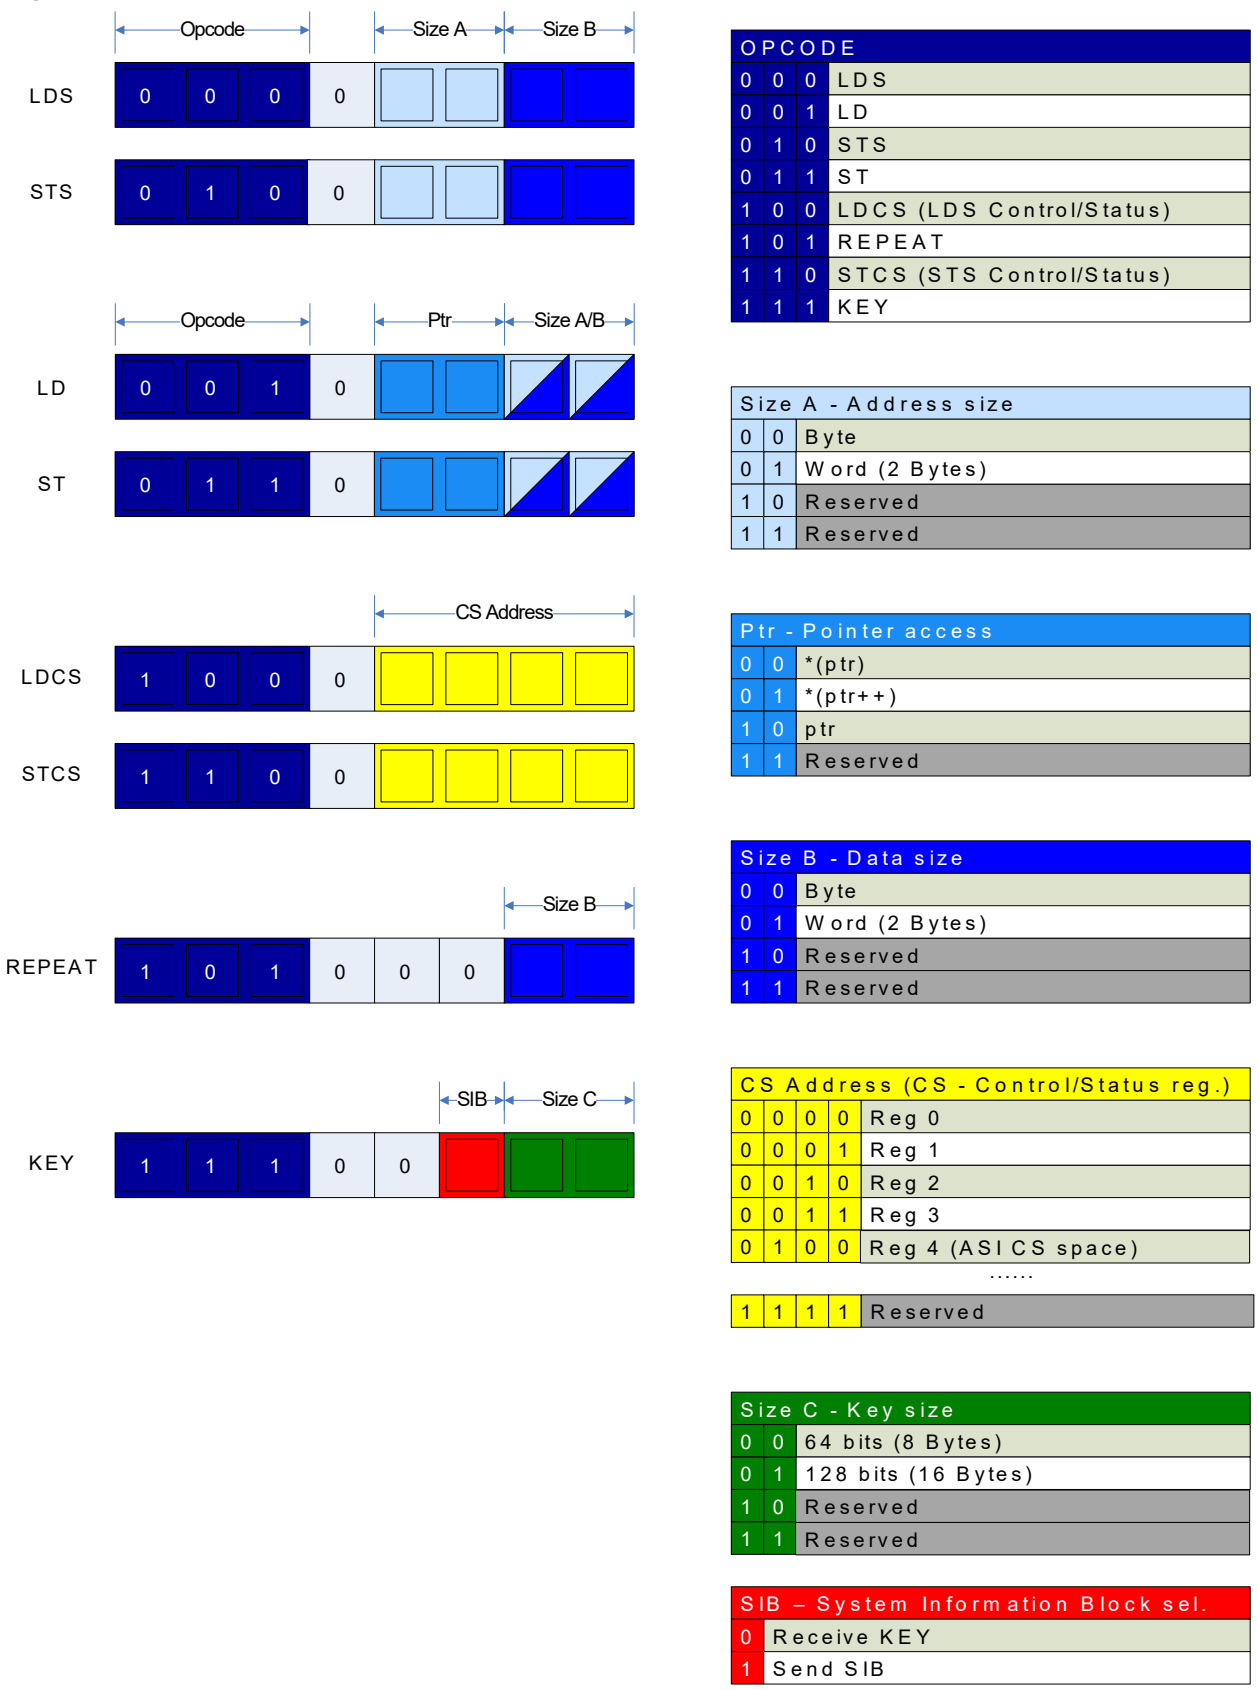 Opcode Size A Size B
LDS 0 0 0 0
STS 0 1 0 0
Opcode Ptr Size A/B
LD 0 0 1 0
ST 0 1 1 0
CS Address
LDCS 1 0 0 0
STCS 1 1 0 0
Size B
REPEAT 1 0 1 0 0 0
SIB Size C
KEY 1 1 1 0 0
OPCODE
0 0 0 LDS
0 0 1 LD
0 1 0 STS
0 1 1 ST
1 0 0 LDCS (LDS Control/Status)
1 0 1 REPEAT
1 1 0 STCS (STS Control/Status)
1 1 1 KEY
Size A - Address size
0 0 Byte
0 1 Word (2 Bytes)
1 0 Reserved
1 1 Reserved
Ptr - Pointer access
0 0 *(ptr)
0 1 *(ptr++)
1 0 ptr
1 1 Reserved
Size B - Data size
0 0 Byte
0 1 Word (2 Bytes)
1 0 Reserved
1 1 Reserved
CS Address (CS - Control/Status reg.)
0 0 0 0 Reg 0
0 0 0 1 Reg 1
0 0 1 0 Reg 2
0 0 1 1 Reg 3
0 1 0 0 Reg 4 (ASI CS space)
......
1 1 1 1 Reserved
Size C - Key size
0 0 64 bits (8 Bytes)
0 1 128 bits (16 Bytes)
1 0 Reserved
1 1 Reserved
SIB – System Information Block sel.
0 Receive KEY
1 Send SIB